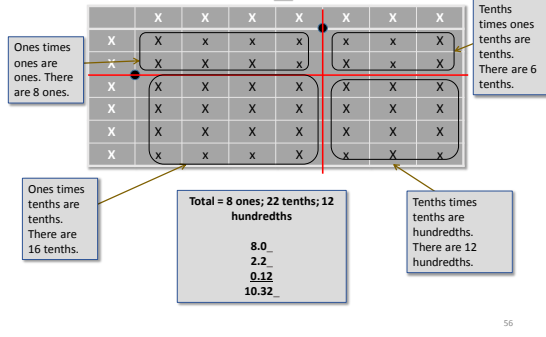 X X X X X X X
X X x x x x x X
X X X X x X X X
X X X X X X X X
X X X X X X X X
X X X X X X X X
X x x x X x X x
Ones times
ones are
ones. There
are 8 ones.
Tenths
times ones
tenths are
tenths.
There are 6
tenths.
Ones times
tenths are
tenths.
There are
16 tenths.
Total = 8 ones; 22 tenths; 12
hundredths
8.0_
2.2_
0.12
10.32_
Tenths times
tenths are
hundredths.
There are 12
hundredths.
56